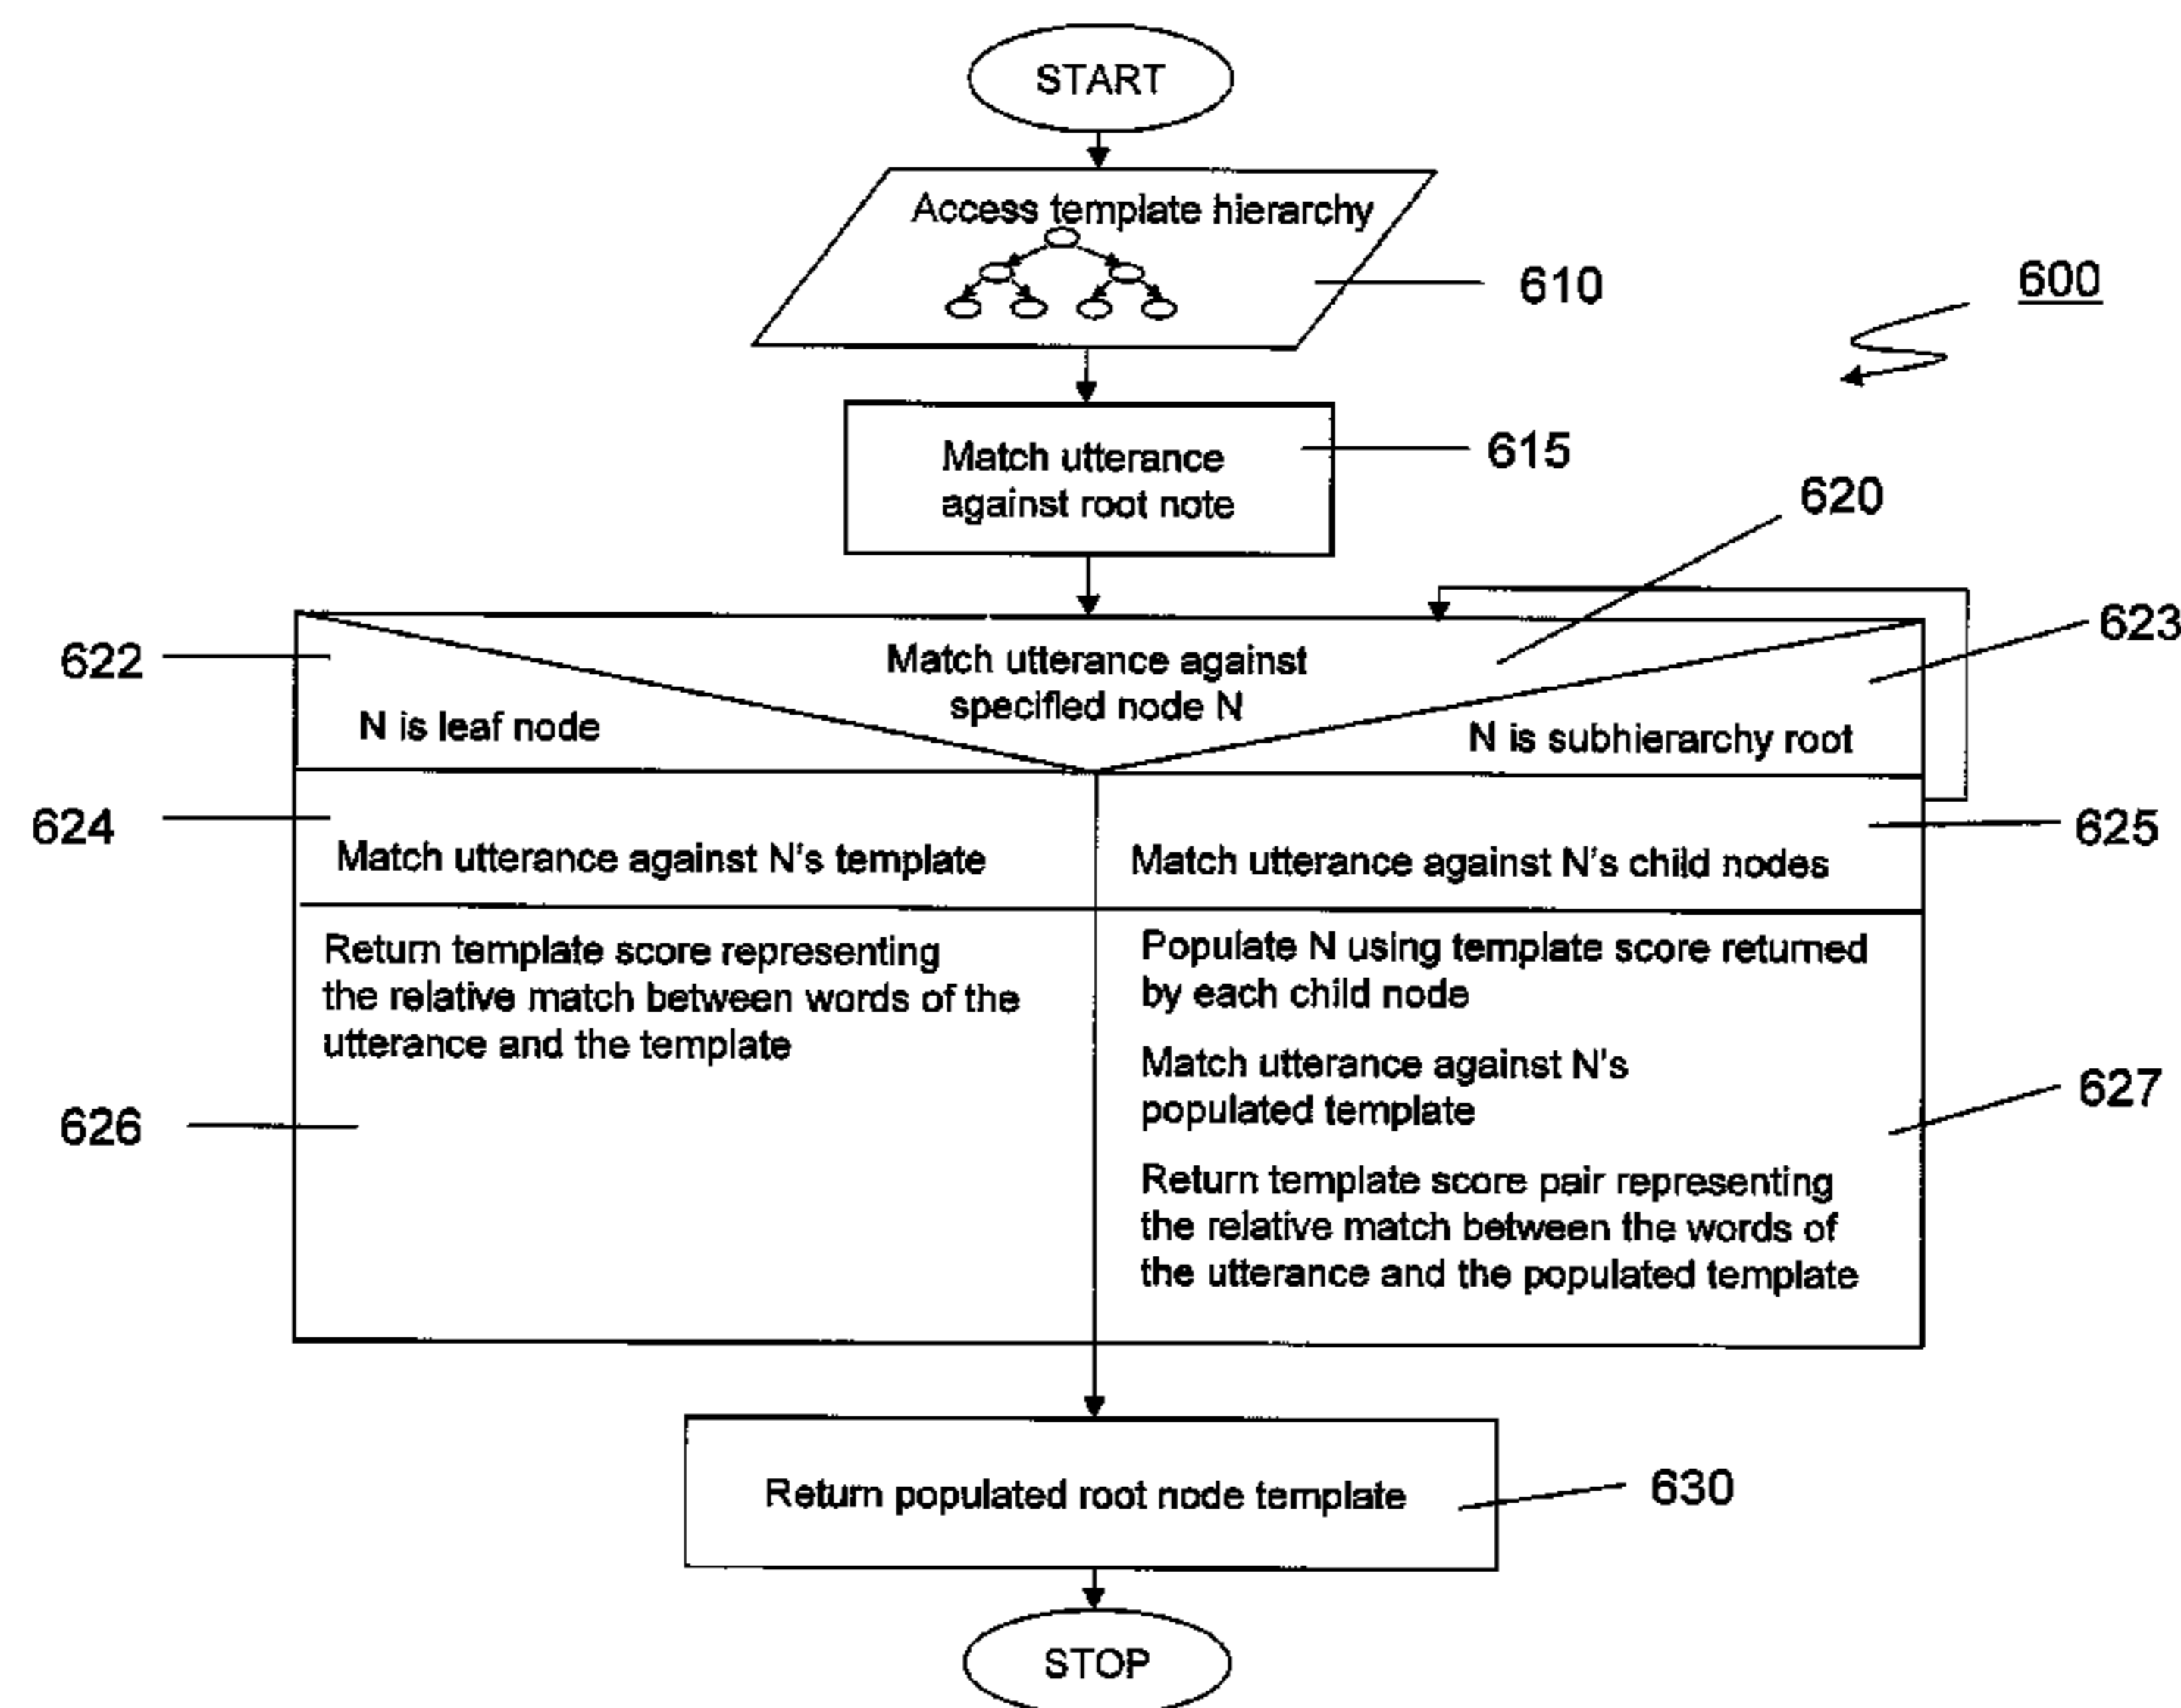 START
Access template hierarchy
610
600
Match utterance
against root note
615
620
622
623
Match utterance against
specified node N
N is leaf node
N is subhierarchy root
624
625
Match utterance against N's template
Match utterance against N's child nodes
Return template score representing
the relative match between words of the
utterance and the template
626
Populate N using template score returned
by each child node
Match utterance against N's
populated template
Return template score pair representing
the relative match between the words of
the utterance and the populated template
627
Return populated root node template
630
STOP